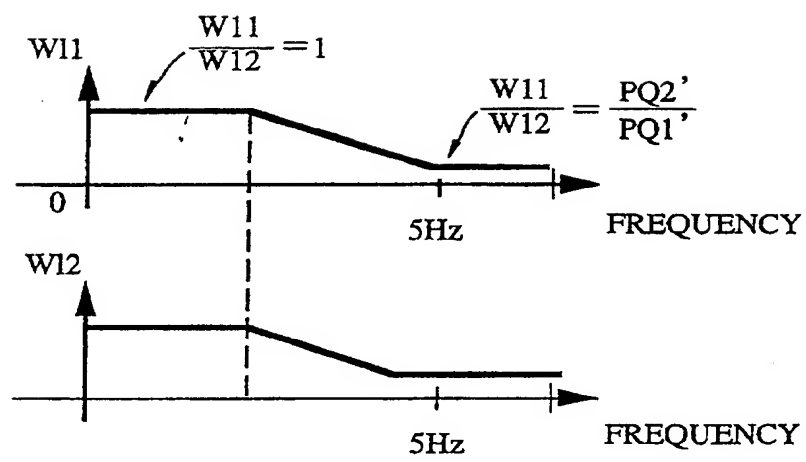 W11
W11
W12
=1
W11
W12
=
PQ2’
PQ1’
0
5Hz
FREQUENCY
W12
5Hz
FREQUENCY